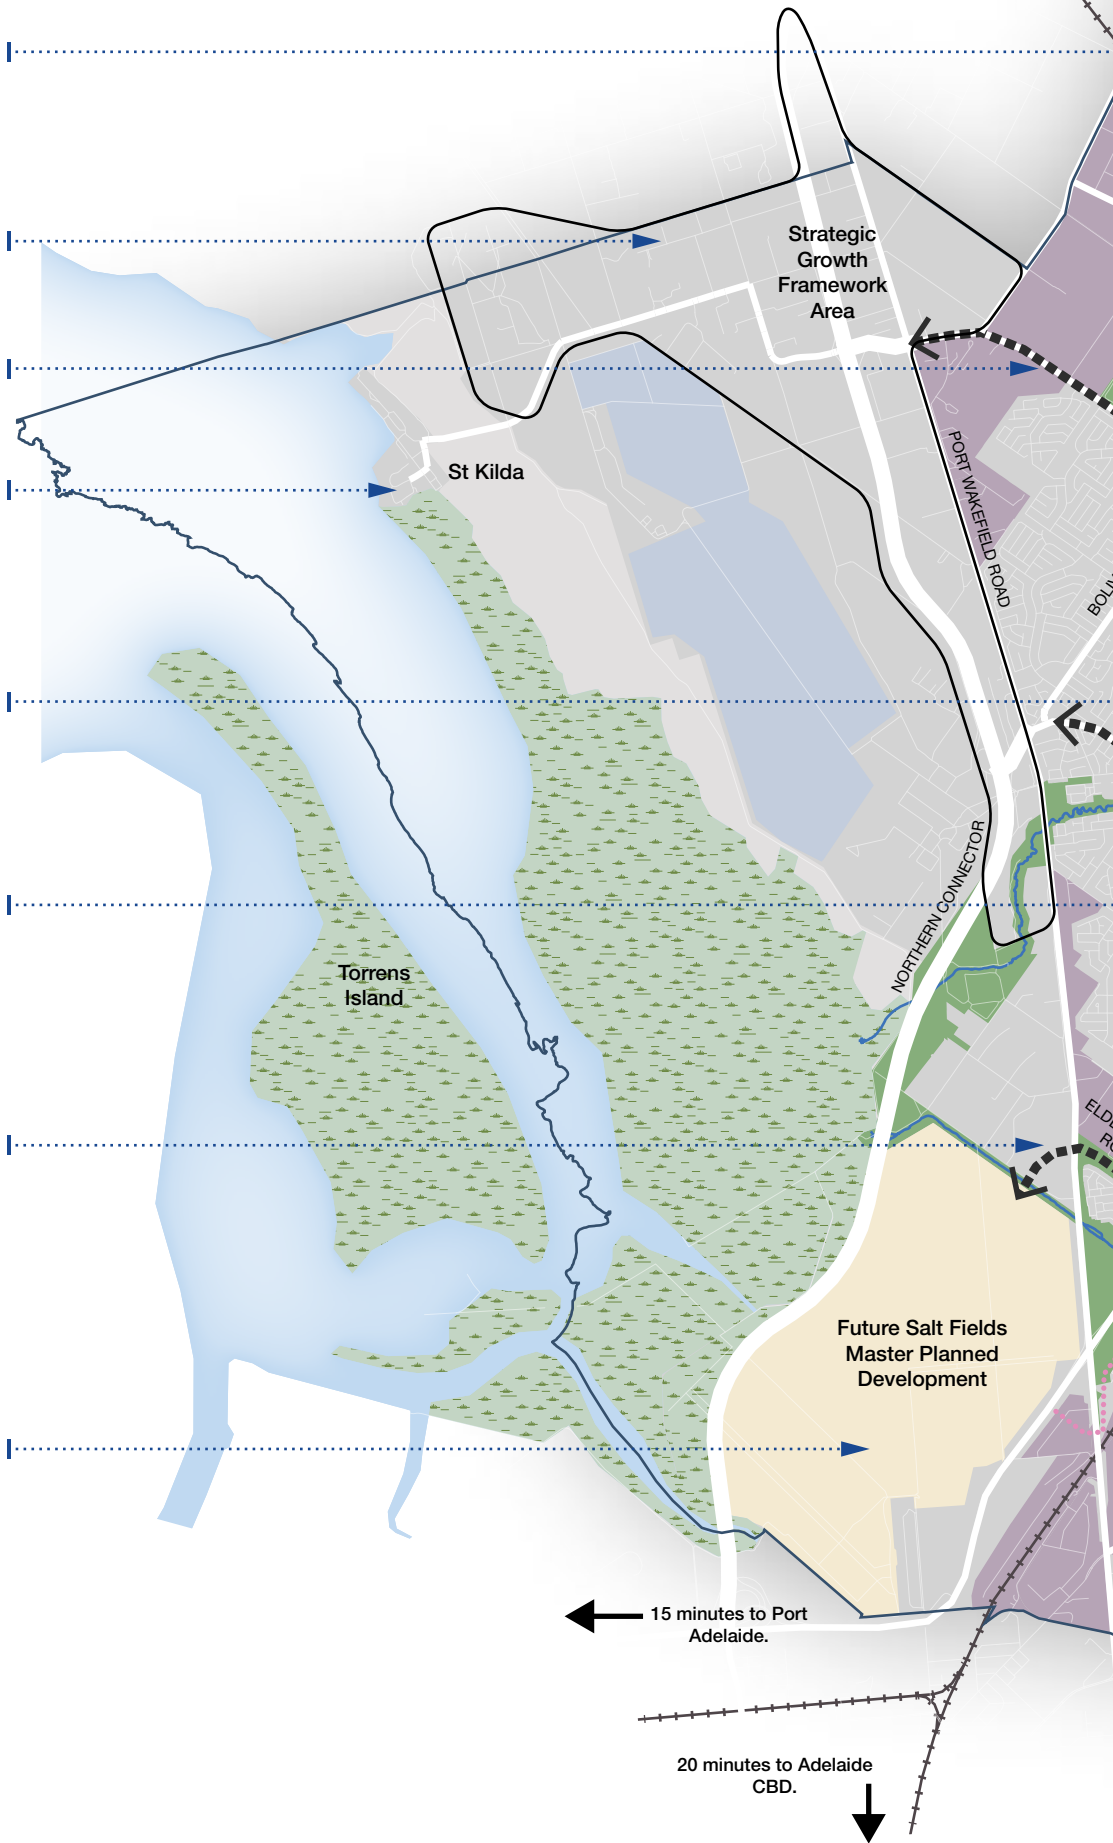 Strategic
Growth
Framework
Area
St Kilda
PORT WAKEFIELD ROAD
NORTHERN CONNECTOR
Torrens
Island
Future Salt Fields
Master Planned
Development
15 minutes to Port
Adelaide.
20 minutes to Adelaide
CBD.